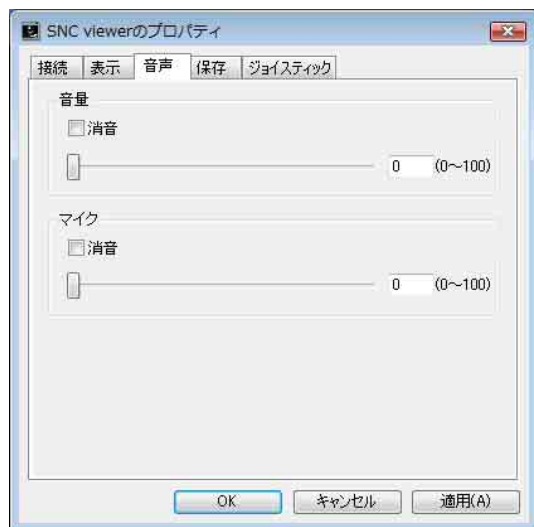 SNC viewerのプロパティ
接続 表示 音声 保存 ジョイスティック
音量
消音
0 (0～100)
マイク
消音
0 (0～100)
OK キャンセル 適用(A)